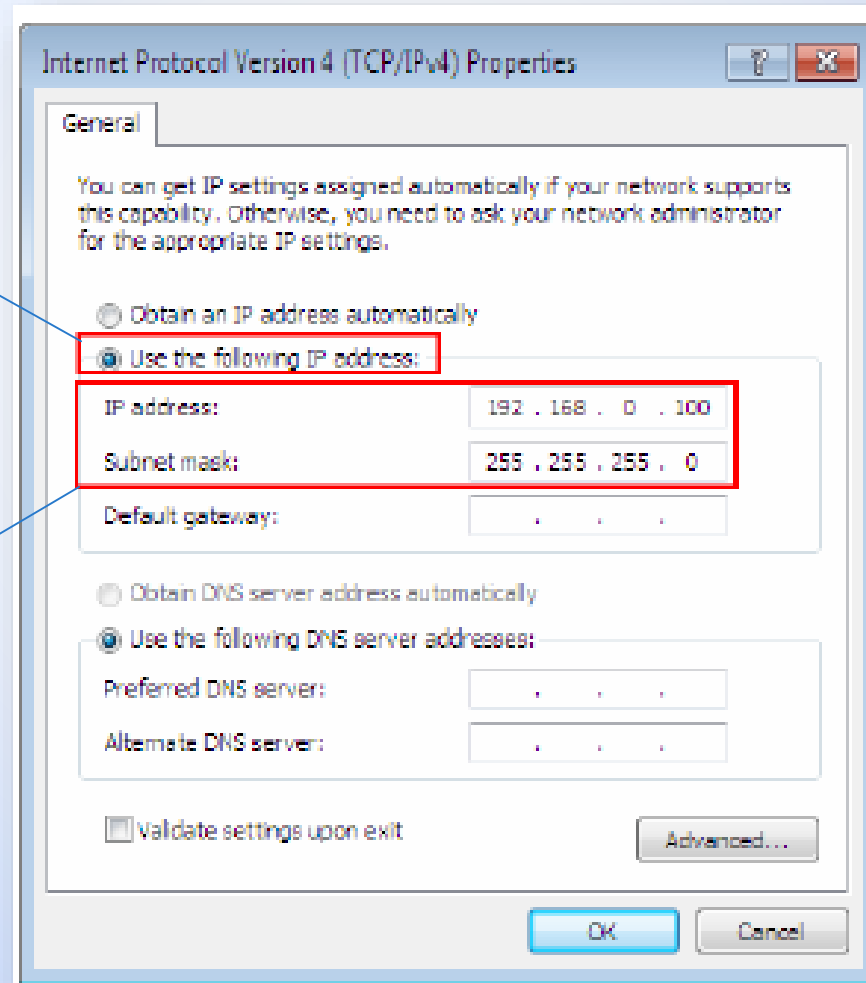 Internet Protocol Version 4 (TCP/IPv4) Properties
General
You can get IP settings assigned automatically if your network supports
this capability. Otherwise, you need to ask your network administrator
for the appropriate IP settings.
Obtain an IP address automatically
Use the following IP address:
IP address: 192 . 168 . 0 . 100
Subnet mask: 255 . 255 . 255 . 0
Default gateway: . . .
Obtain DNS server address automatically
Use the following DNS server addresses:
Preferred DNS server: . . .
Alternate DNS server: . . .
Validate settings upon exit
Advanced...
OK Cancel